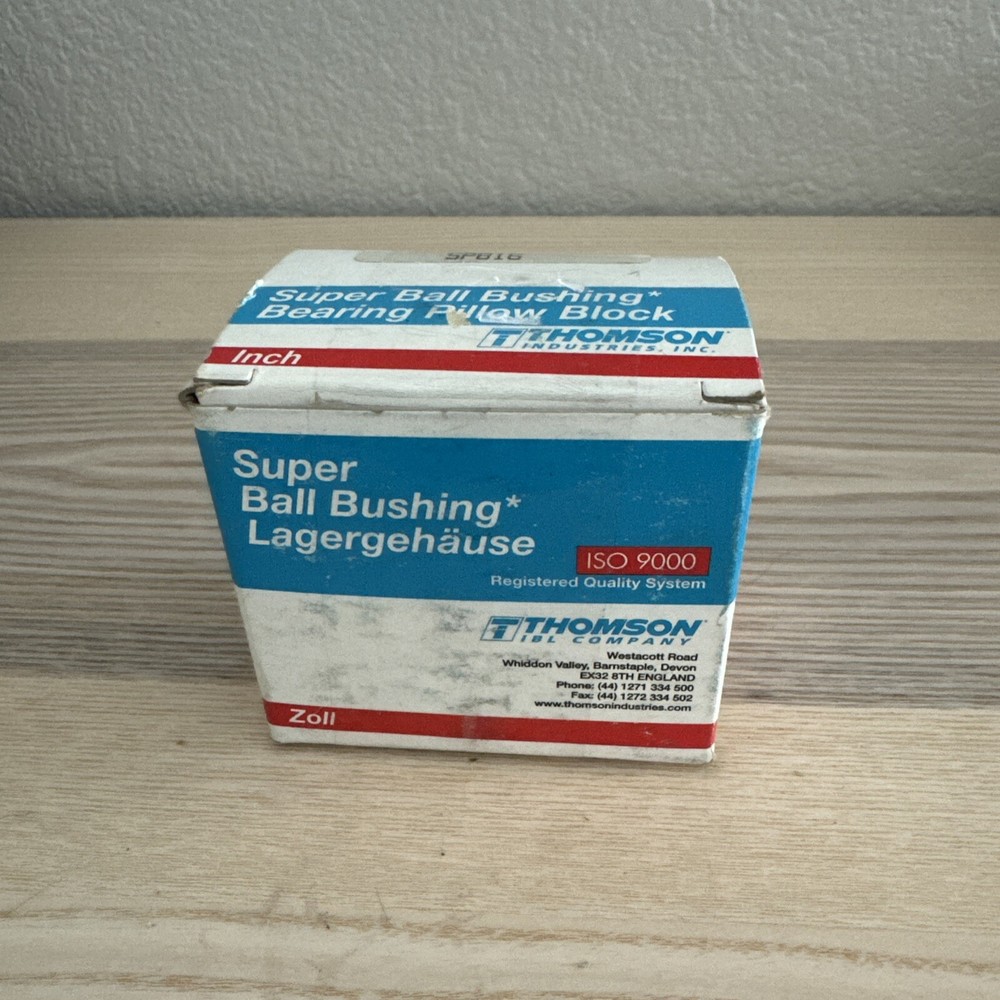 SPB16
Super Ball Bushing*
Bearing Pillow Block
THOMSON
INDUSTRIES, INC.
Inch
Super
Ball Bushing*
Lagergehäuse
ISO 9000
Registered Quality System
THOMSON
IBL COMPANY
Westacott Road
Whiddon Valley, Barnstaple, Devon
EX32 8TH ENGLAND
Phone: (44) 1271 334 500
Fax: (44) 1272 334 502
www.thomsonindustries.com
Zoll